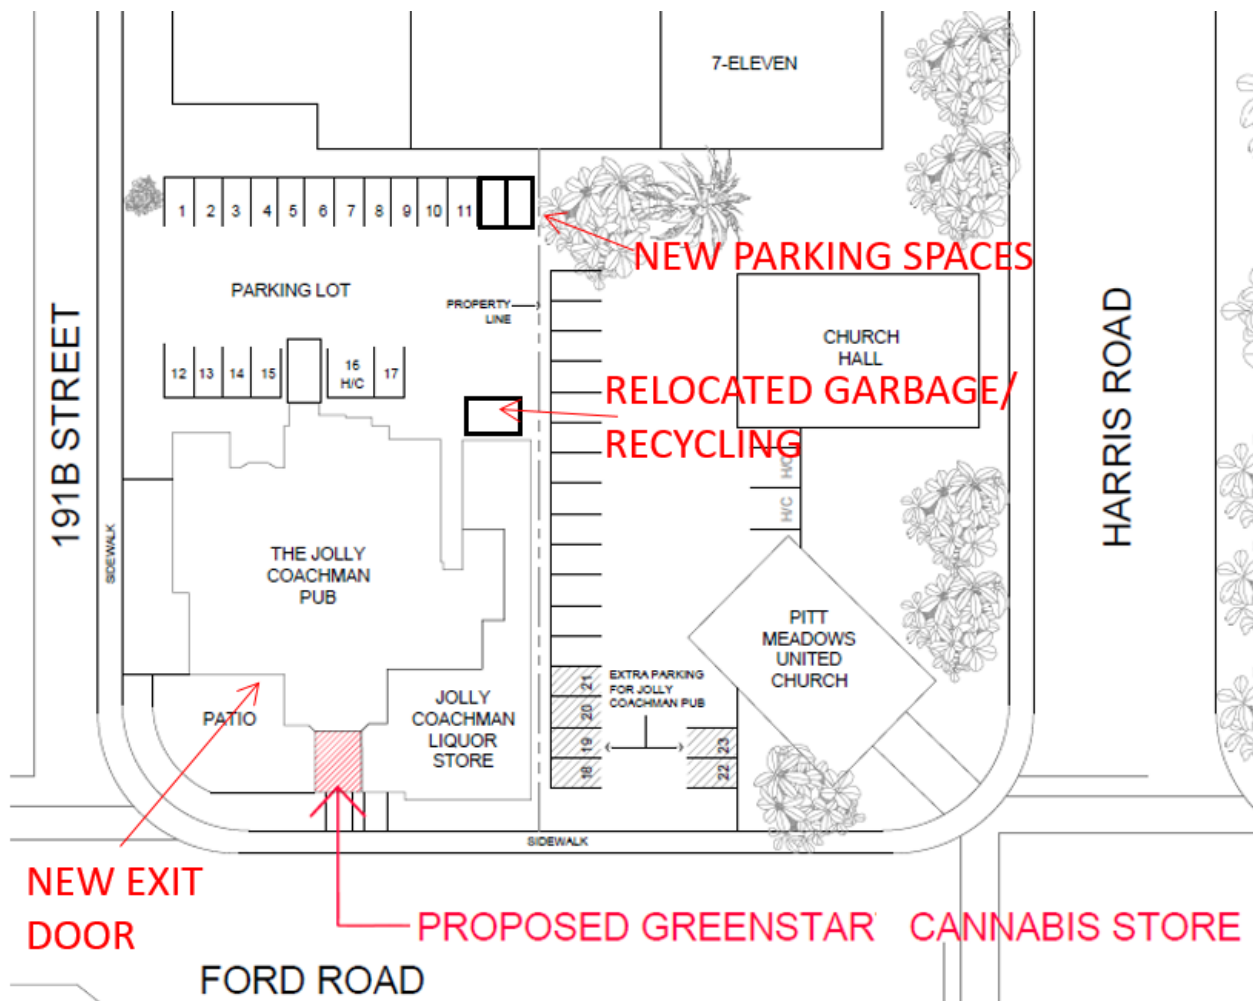 7-ELEVEN
1 2 3 4 5 6 7 8 9 10 11
NEW PARKING SPACES
PARKING LOT
PROPERTY
LINE
CHURCH
HALL
191B STREET
HARRIS ROAD
12 13 14 15
16
H/C
17
RELOCATED GARBAGE/
RECYCLING
H/C
H/C
SIDEWALK
THE JOLLY
COACHMAN
PUB
PITT
MEADOWS
UNITED
CHURCH
21
20
19
18
EXTRA PARKING
FOR JOLLY
COACHMAN PUB
23
22
PATIO
JOLLY
COACHMAN
LIQUOR
STORE
SIDEWALK
NEW EXIT
DOOR
PROPOSED GREENSTAR CANNABIS STORE
FORD ROAD